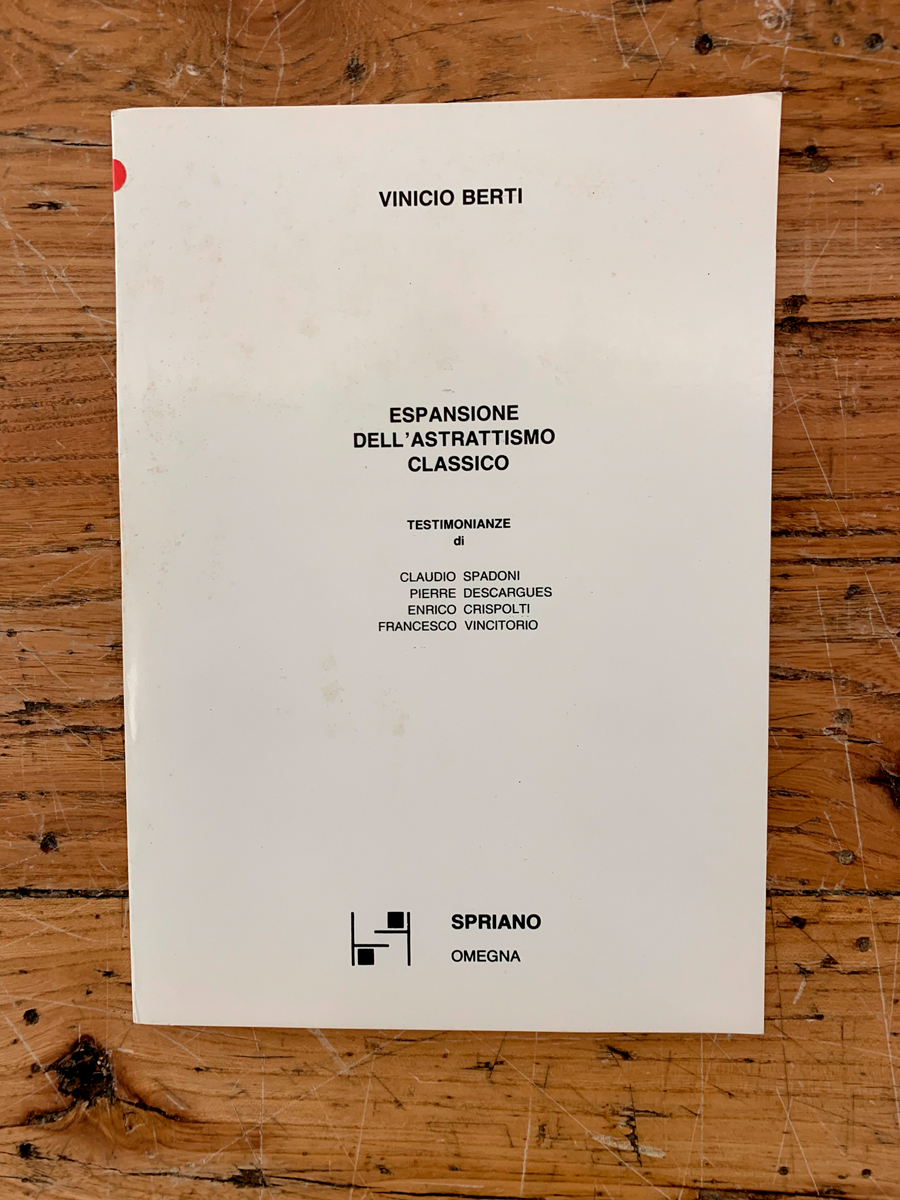 VINICIO BERTI
ESPANSIONE
DELL'ASTRATTISMO
CLASSICO
TESTIMONIANZE
di
CLAUDIO SPADONI
PIERRE DESCARGUES
ENRICO CRISPOLTI
FRANCESCO VINCITORIO
SPRIANO
OMEGNA